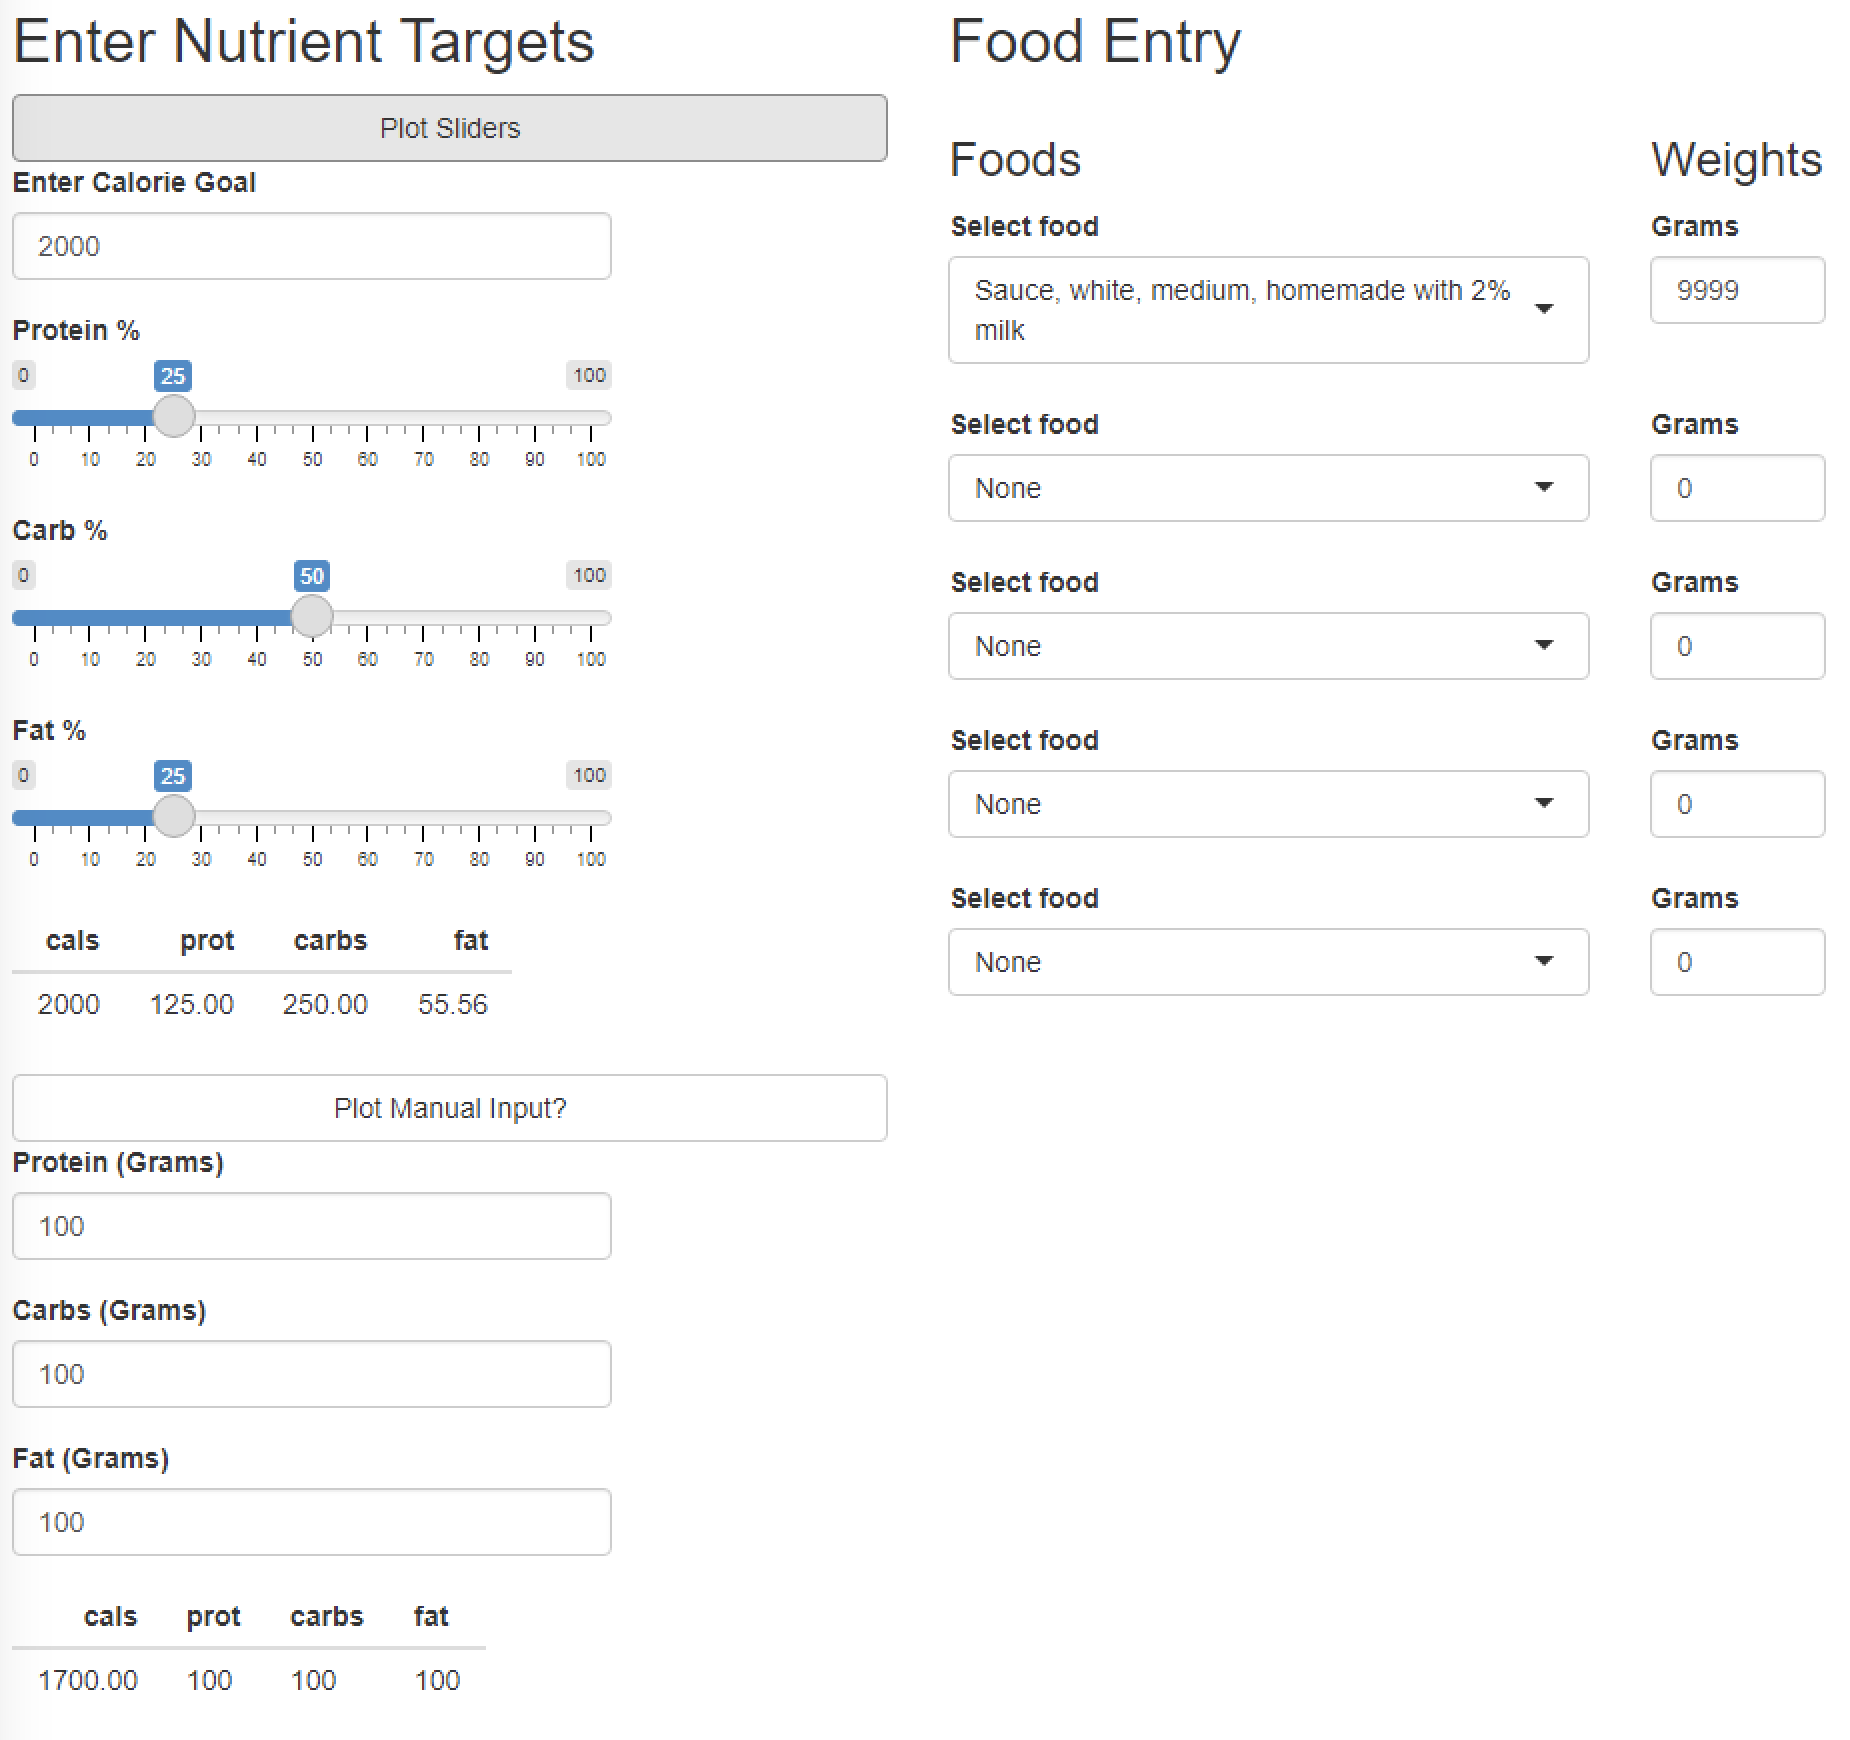 Enter Nutrient Targets
Plot Sliders
Enter Calorie Goal
2000
Protein %
0 25 100
0 10 20 30 40 50 60 70 80 90 100
Carb %
0 50 100
0 10 20 30 40 50 60 70 80 90 100
Fat %
0 25 100
0 10 20 30 40 50 60 70 80 90 100
cals prot carbs fat
2000 125.00 250.00 55.56
Plot Manual Input?
Protein (Grams)
100
Carbs (Grams)
100
Fat (Grams)
100
cals prot carbs fat
1700.00 100 100 100
Food Entry
Foods Weights
Select food Grams
Sauce, white, medium, homemade with 2% 9999
milk
Select food Grams
None 0
Select food Grams
None 0
Select food Grams
None 0
Select food Grams
None 0